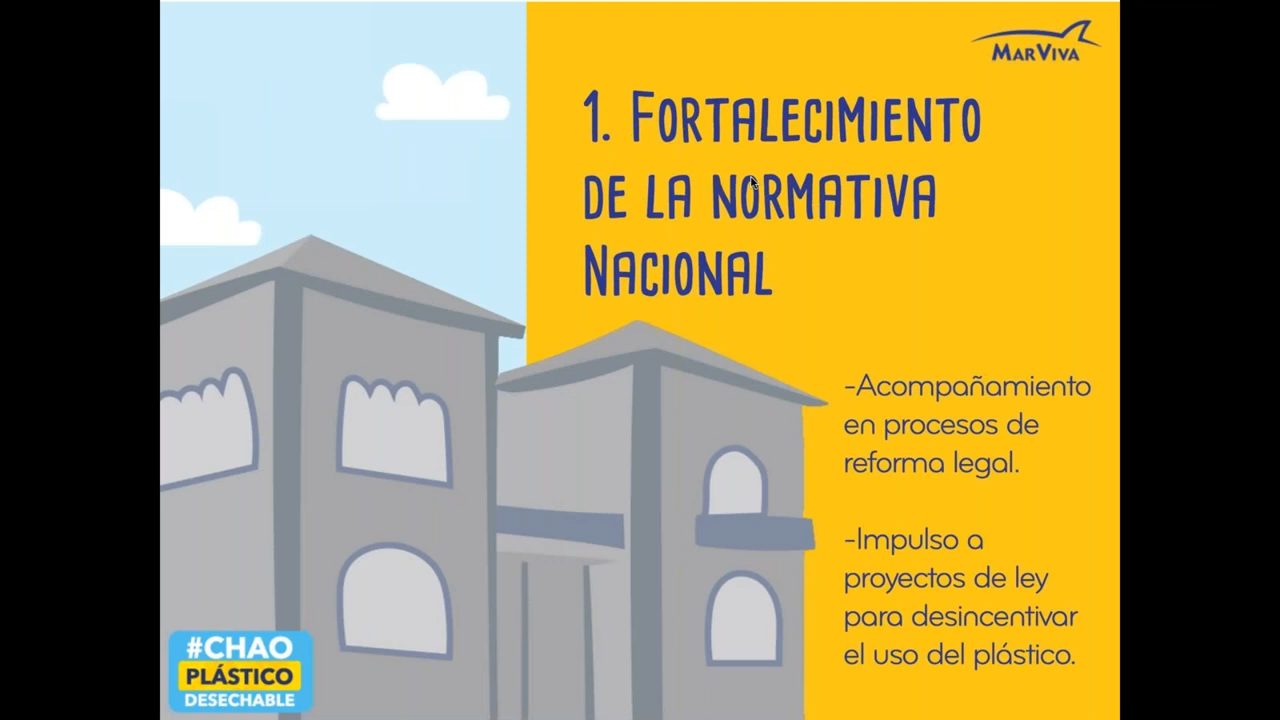 MARVIVA
1. FORTALECIMIENTO
DE LA NORMATIVA
NACIONAL
-Acompañamiento
en procesos de
reforma legal.
-Impulso a
proyectos de ley
para desincentivar
el uso del plástico.
#CHAO
PLÁSTICO
DESECHABLE